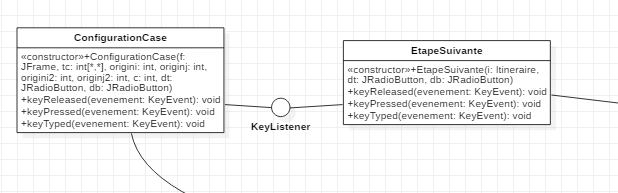 ConfigurationCase
«constructor»+ConfigurationCase(f:
JFrame, tc: int[*,*], origini: int, originj: int,
origini2: int, originj2: int, c: int, dt:
JRadioButton, db: JRadioButton)
+keyReleased(evenement: KeyEvent): void
+keyPressed(evenement: KeyEvent): void
+keyTyped(evenement: KeyEvent): void
KeyListener
EtapeSuivante
«constructor»+EtapeSuivante(i: Itineraire,
dt: JRadioButton, db: JRadioButton)
+keyReleased(evenement: KeyEvent): void
+keyPressed(evenement: KeyEvent): void
+keyTyped(evenement: KeyEvent): void